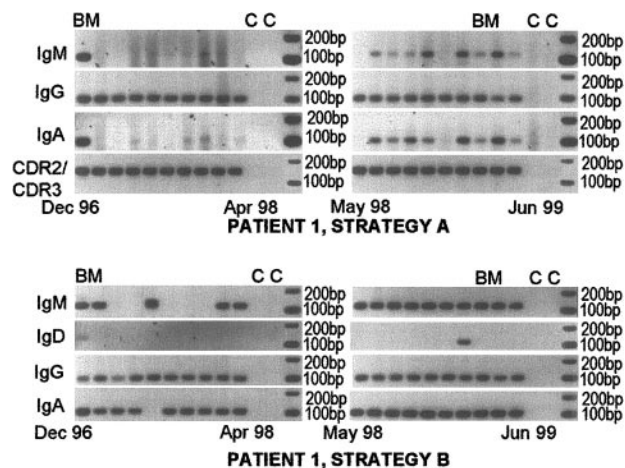 BM C C BM C C
IgM 200bp 100bp 200bp 100bp
IgG 200bp 100bp 200bp 100bp
IgA 200bp 100bp 200bp 100bp
CDR2/ 200bp 200bp
CDR3 100bp 100bp
Dec 96 Apr 98 May 98 Jun 99
PATIENT 1, STRATEGY A
BM C C BM C C
IgM 200bp 100bp 200bp 100bp
IgD 200bp 100bp 200bp 100bp
IgG 200bp 100bp 200bp 100bp
IgA 200bp 100bp 200bp 100bp
Dec 96 Apr 98 May 98 Jun 99
PATIENT 1, STRATEGY B